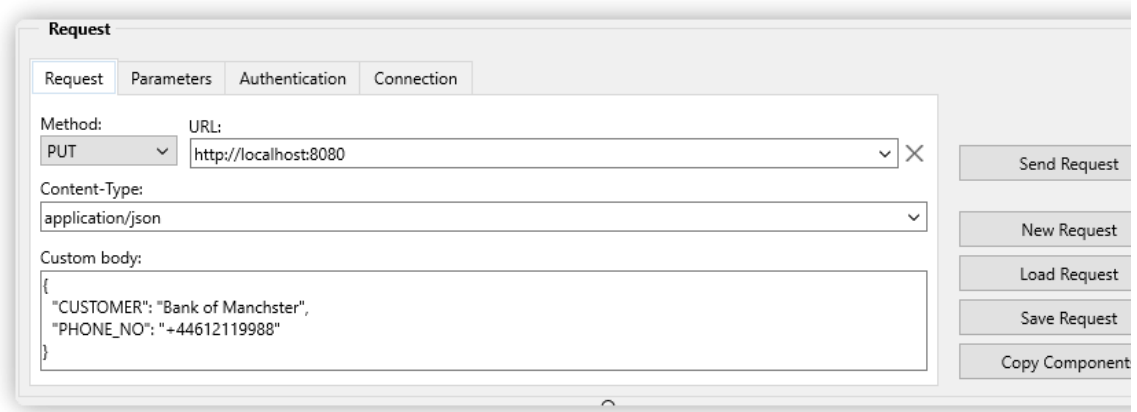 Request
Request Parameters Authentication Connection
Method: URL:
PUT http://localhost:8080
Send Request
Content-Type:
application/json
New Request
Custom body:
Load Request
{
"CUSTOMER": "Bank of Manchster",
"PHONE_NO": "+44612119988"
}
Save Request
Copy Components